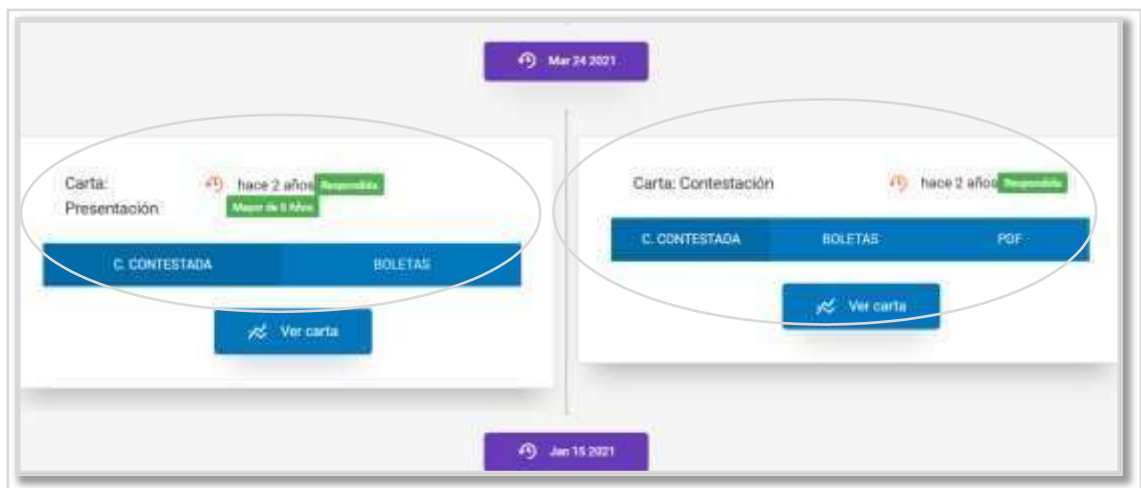 Mar 24 2021
Carta:
Presentación
hace 2 años Respondida
Mayor de 5 Años
C. CONTESTADA BOLETAS
Ver carta
Carta: Contestación
hace 2 años Respondida
C. CONTESTADA BOLETAS PDF
Ver carta
Jan 15 2021